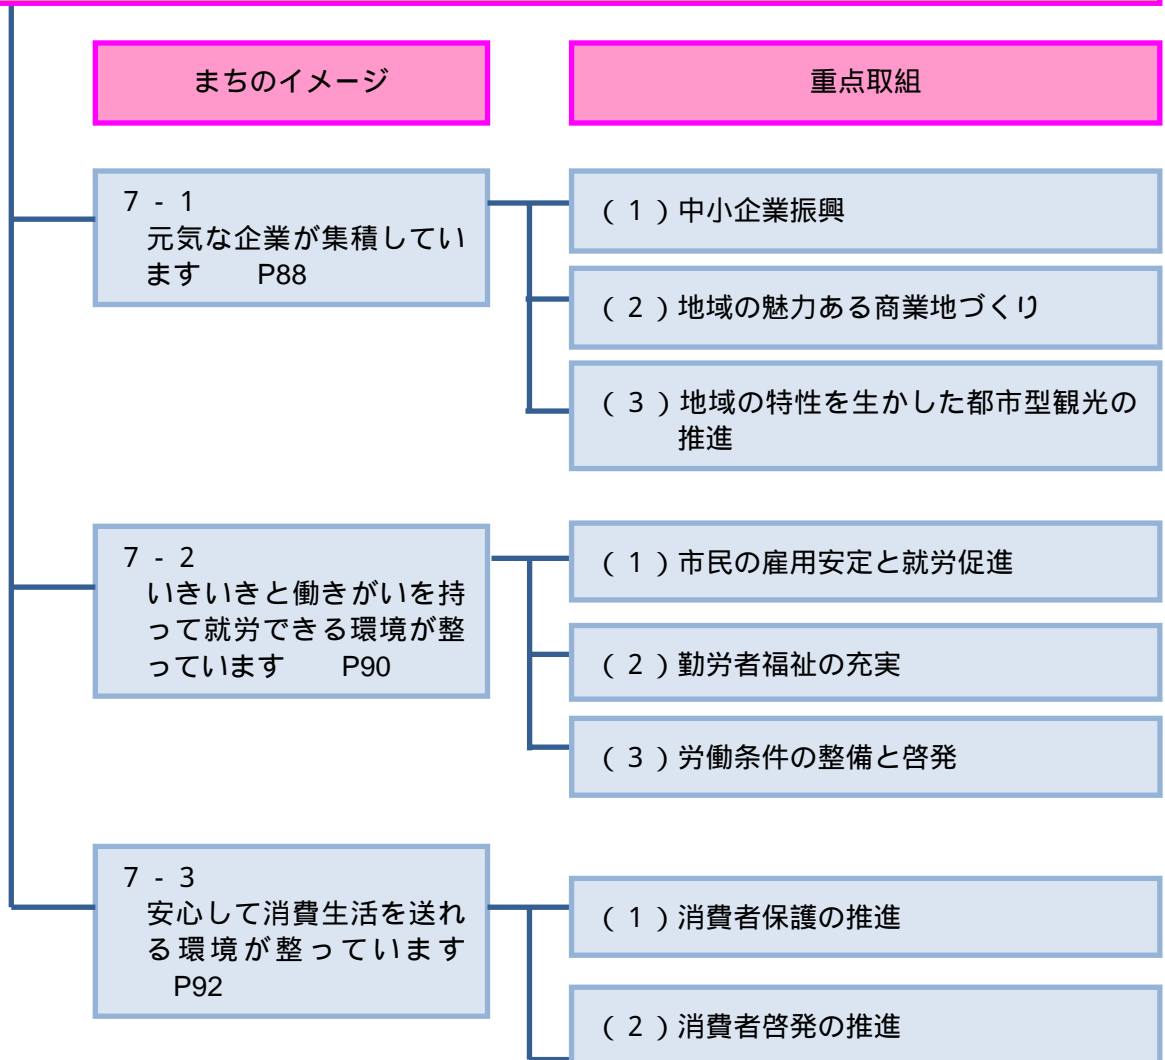 まちのイメージ
重点取組
7 - 1
元気な企業が集積してい
ます P88
(1)中小企業振興
(2)地域の魅力ある商業地づくり
(3)地域の特性を生かした都市型観光の
推進
7 - 2
いきいきと働きがいを持
って就労できる環境が整
っています P90
(1)市民の雇用安定と就労促進
(2)勤労者福祉の充実
(3)労働条件の整備と啓発
7 - 3
安心して消費生活を送れ
る環境が整っています
P92
(1)消費者保護の推進
(2)消費者啓発の推進